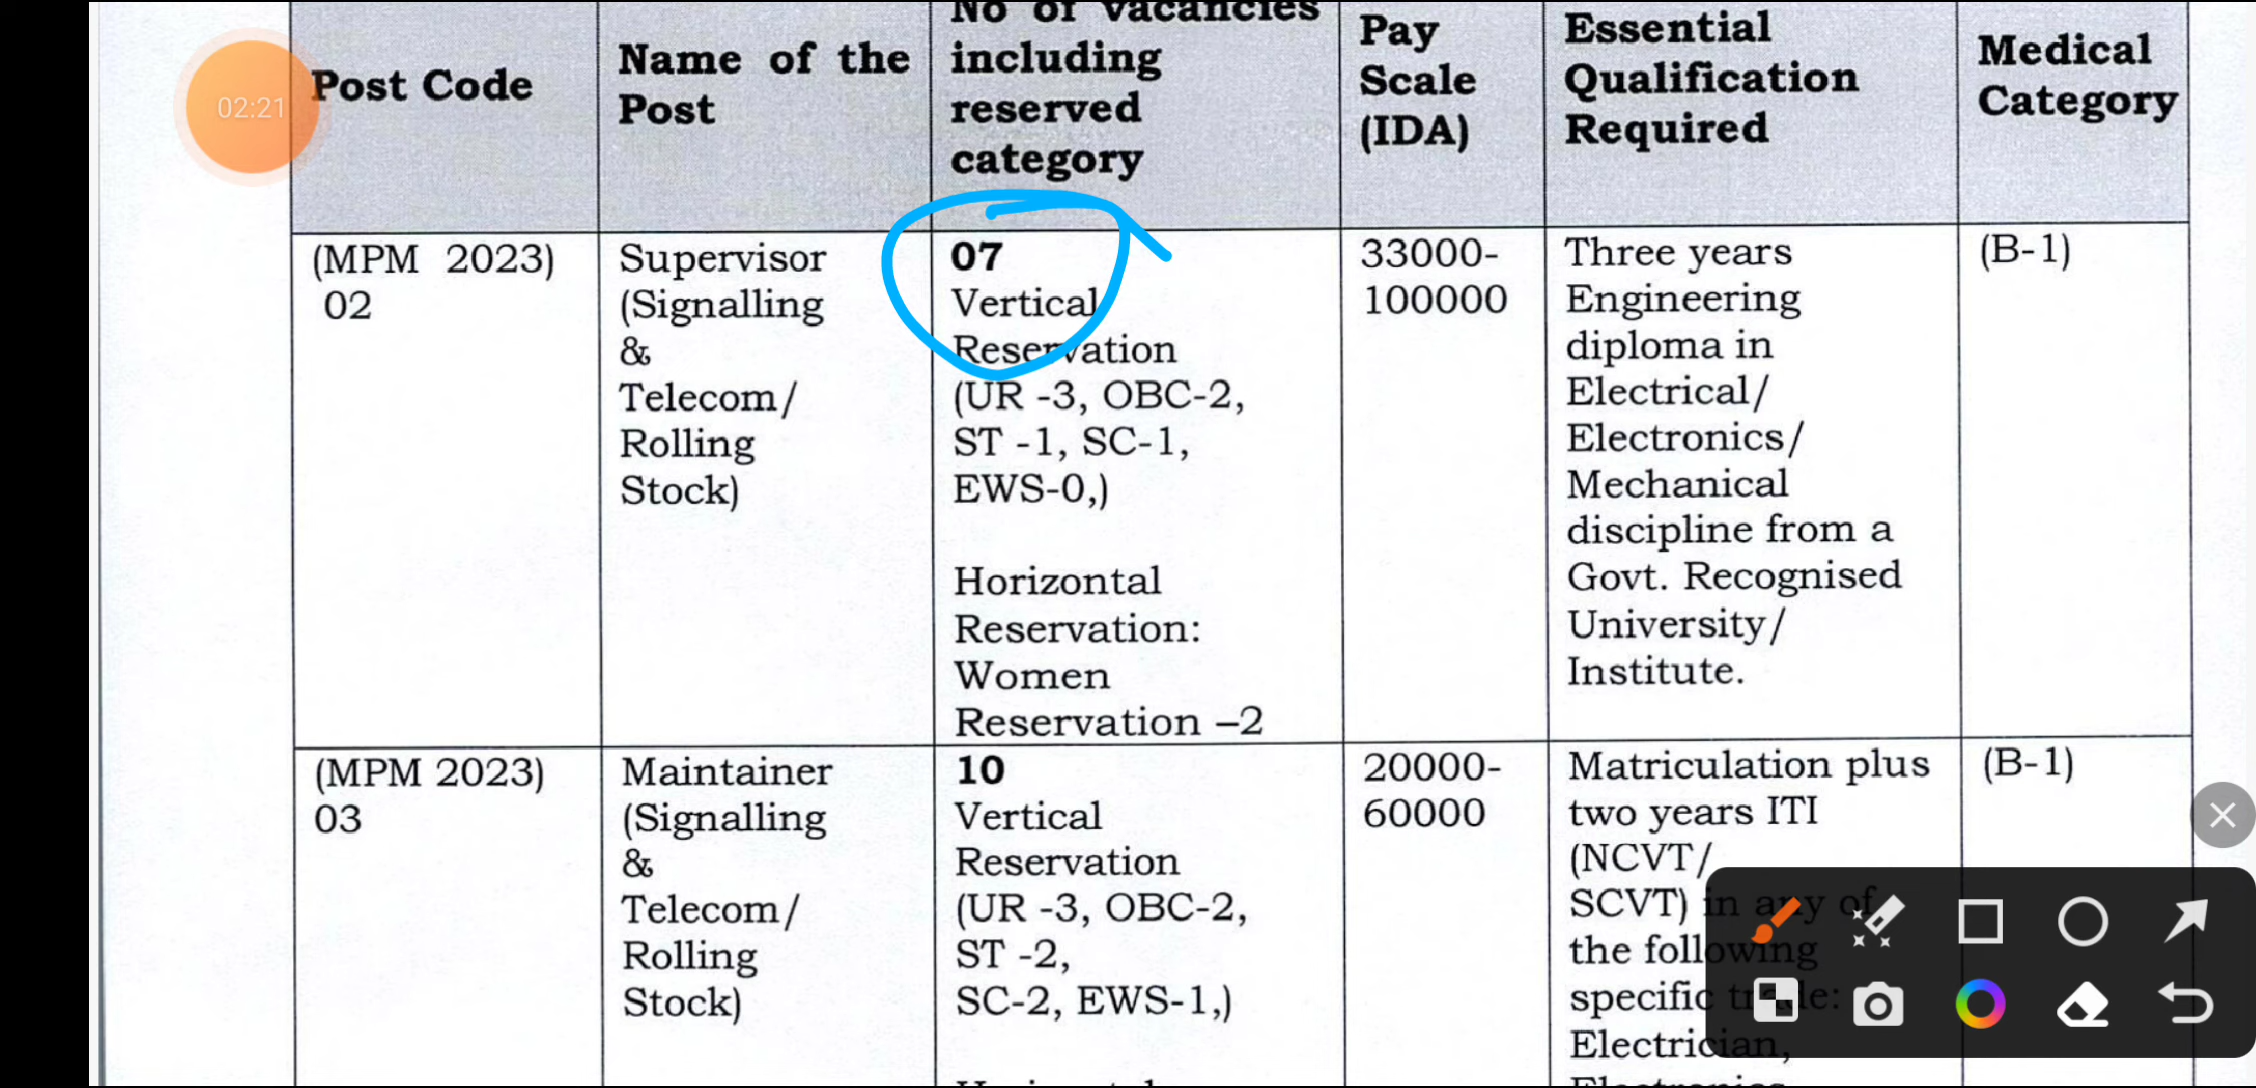 02:21
Post Code
Name of the
Post
No of vacancies
including
reserved
category
Pay
Scale
(IDA)
Essential
Qualification
Required
Medical
Category
(MPM 2023)
02
Supervisor
(Signalling
&
Telecom/
Rolling
Stock)
07
Vertical
Reservation
(UR -3, OBC-2,
ST -1, SC-1,
EWS-0,)
Horizontal
Reservation:
Women
Reservation –2
33000-
100000
Three years
Engineering
diploma in
Electrical/
Electronics/
Mechanical
discipline from a
Govt. Recognised
University/
Institute.
(B-1)
(MPM 2023)
03
Maintainer
(Signalling
&
Telecom/
Rolling
Stock)
10
Vertical
Reservation
(UR -3, OBC-2,
ST -2,
SC-2, EWS-1,)
20000-
60000
Matriculation plus
two years ITI
(NCVT/
SCVT) in any of
the following
specific trade:
Electrician,
(B-1)